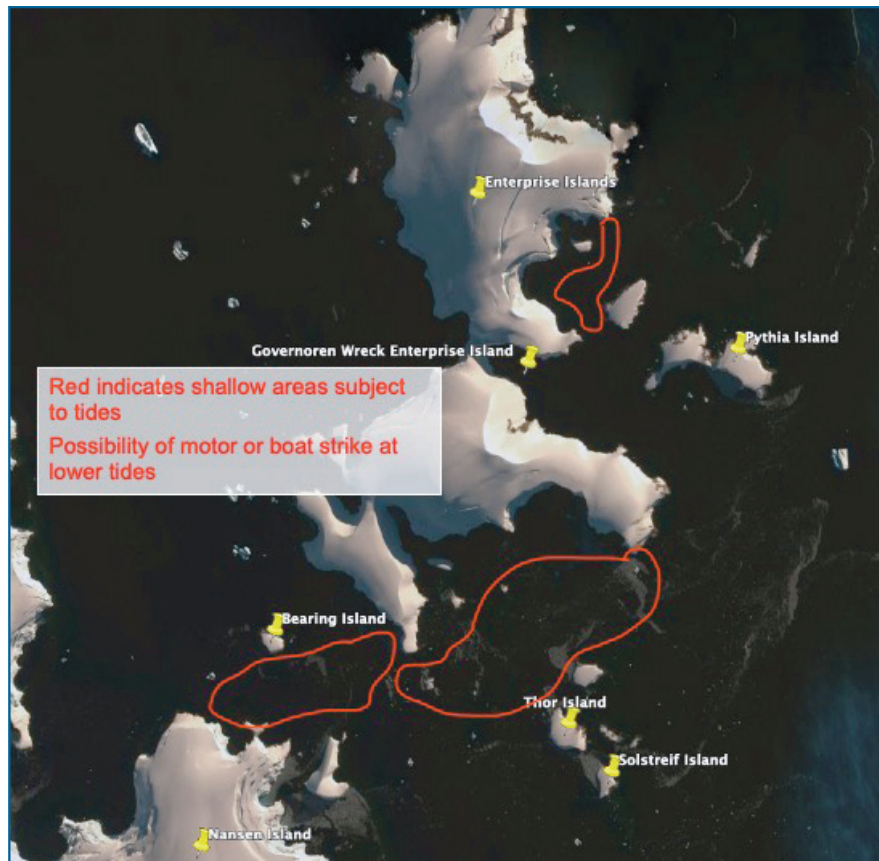 Enterprise Islands
Pythia Island
Governoren Wreck Enterprise Island
Red indicates shallow areas subject
to tides
Possibility of motor or boat strike at
lower tides
Bearing Island
Thor Island
Solstreif Island
Nansen Island